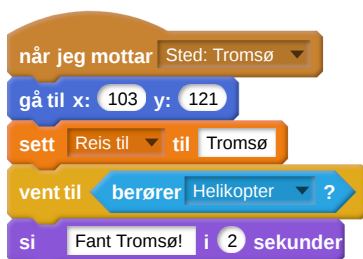 når jeg mottar Sted: Tromsø
gå til x: 103 y: 121
sett Reis til til Tromsø
vent til berører Helikopter ?
si Fant Tromsø! i 2 sekunder